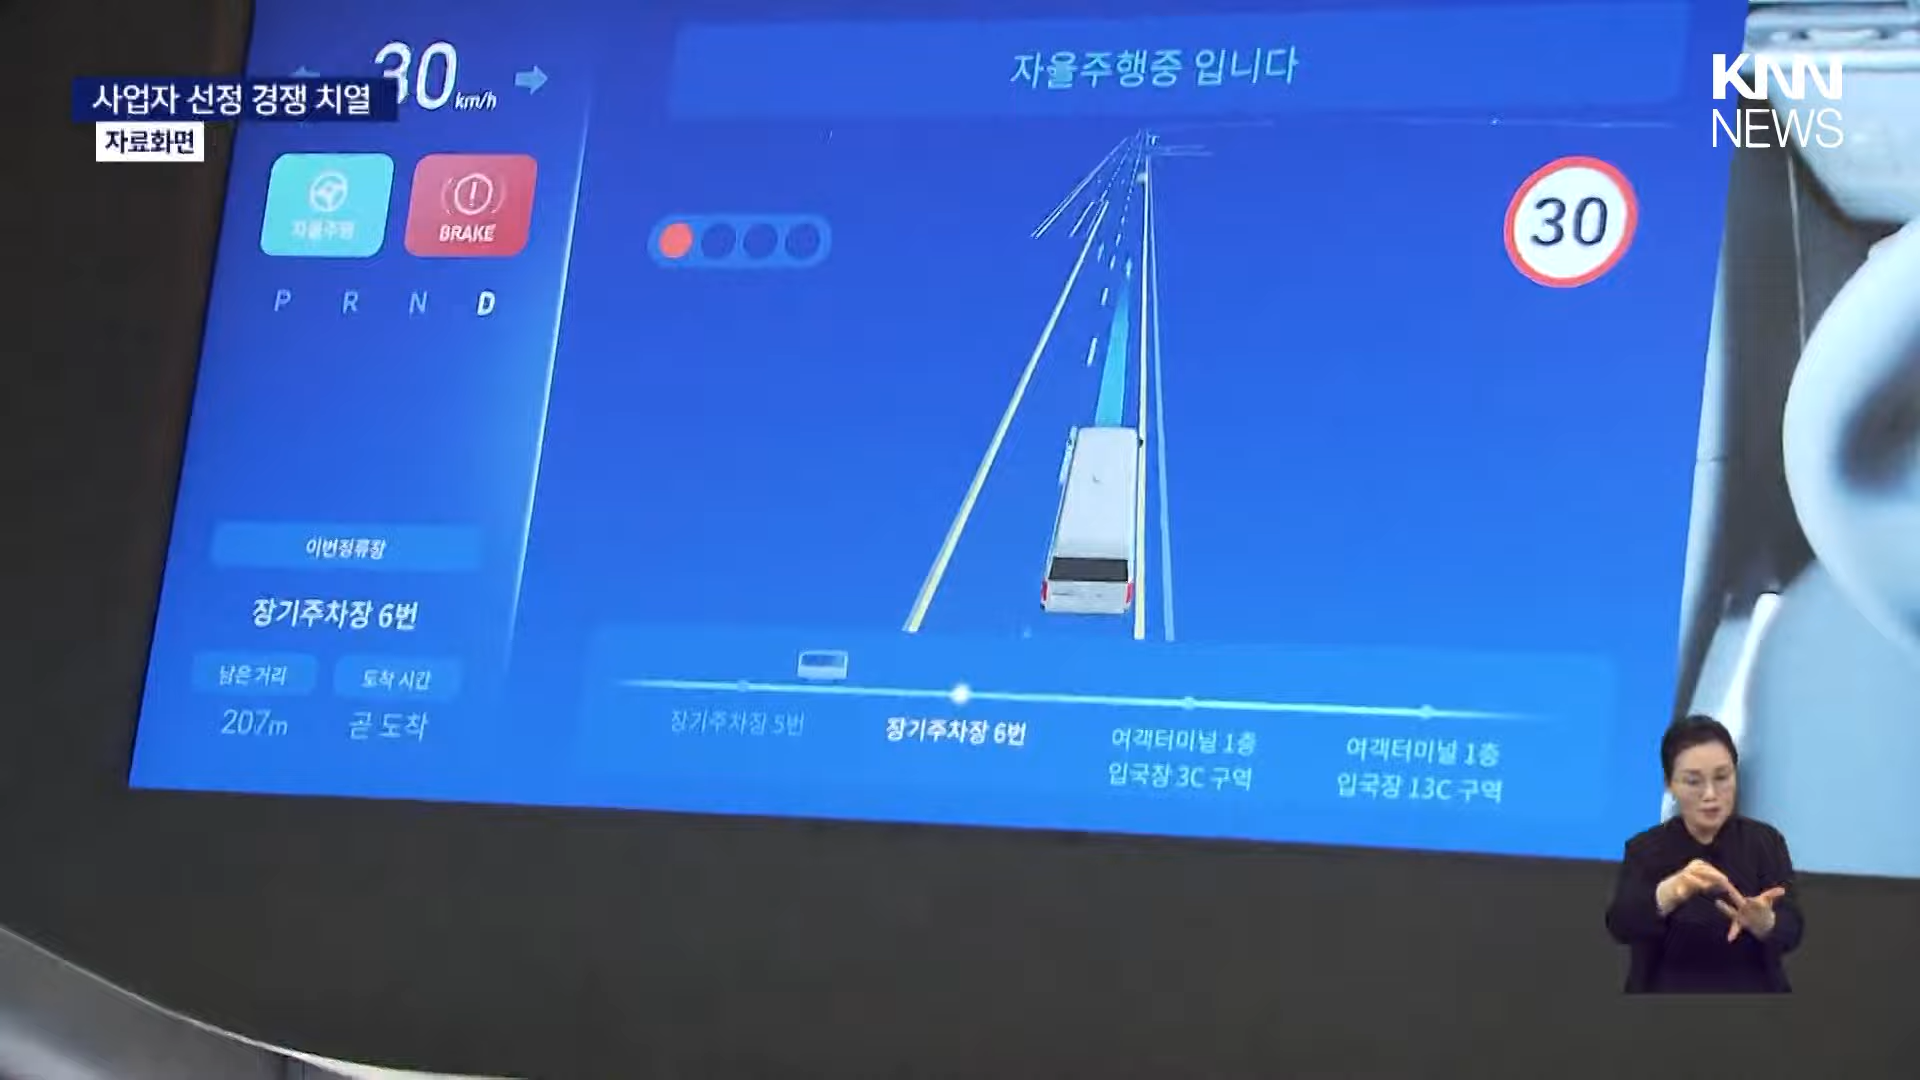 사업자 선정 경쟁 치열
자료화면
30 km/h
자율주행중 입니다
KNN
NEWS
자율주행
BRAKE
30
P R N D
이번정류장
장기주차장 6번
남은 거리
도착 시간
207m
곧 도착
장기주차장 5번
장기주차장 6번
여객터미널 1층
입국장 3C 구역
여객터미널 1층
입국장 13C 구역